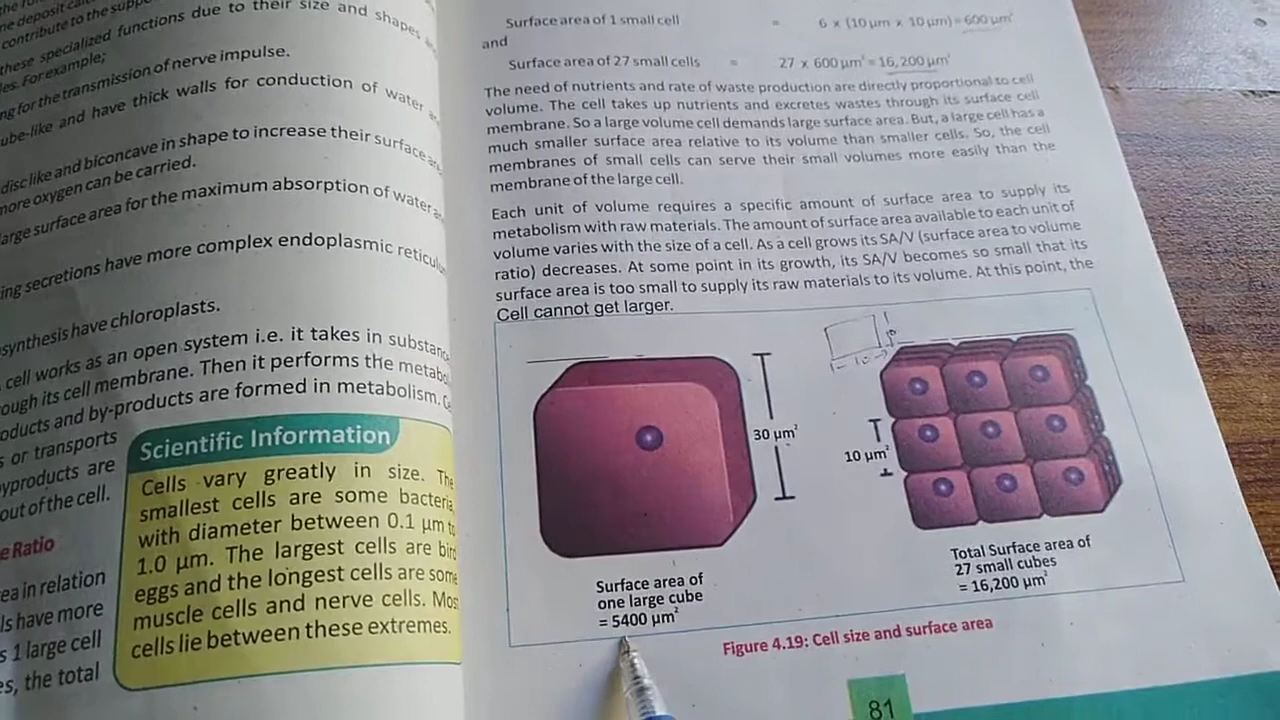 contribute to the
these specialized functions due to their size and shapes
les. For example;
ng for the transmission of nerve impulse.
ube-like and have thick walls for conduction of water
disc like and biconcave in shape to increase their surface
more oxygen can be carried.
large surface area for the maximum absorption of water
ing secretions have more complex endoplasmic reticulu
synthesis have chloroplasts.
cell works as an open system i.e. it takes in substanc
ough its cell membrane. Then it performs the metabo
oducts and by-products are formed in metabolism.
s or transports
yproducts are
out of the cell.
e Ratio
ea in relation
ls have more
s 1 large cell
es, the total
Scientific Information
Cells vary greatly in size. The
smallest cells are some bacteria
with diameter between 0.1 µm to
1.0 µm. The largest cells are bird
eggs and the longest cells are some
muscle cells and nerve cells. Most
cells lie between these extremes.
Surface area of 1 small cell = 6 x (10 µm x 10 µm) = 600 µm²
and
Surface area of 27 small cells = 27 x 600 µm² = 16,200 µm²
The need of nutrients and rate of waste production are directly proportional to cell
volume. The cell takes up nutrients and excretes wastes through its surface cell
membrane. So a large volume cell demands large surface area. But, a large cell has a
much smaller surface area relative to its volume than smaller cells. So, the cell
membranes of small cells can serve their small volumes more easily than the
membrane of the large cell.
Each unit of volume requires a specific amount of surface area to supply its
metabolism with raw materials. The amount of surface area available to each unit of
volume varies with the size of a cell. As a cell grows its SA/V (surface area to volume
ratio) decreases. At some point in its growth, its SA/V becomes so small that its
surface area is too small to supply its raw materials to its volume. At this point, the
Cell cannot get larger.
30 µm²
10 µm²
Surface area of
one large cube
= 5400 µm²
Total Surface area of
27 small cubes
= 16,200 µm²
Figure 4.19: Cell size and surface area
81